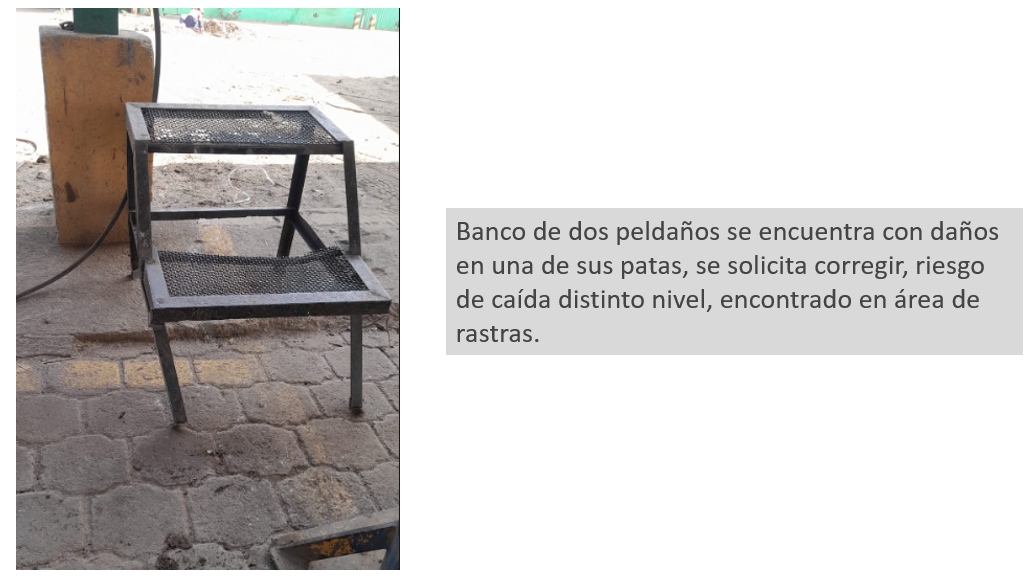 Banco de dos peldaños se encuentra con daños
en una de sus patas, se solicita corregir, riesgo
de caída distinto nivel, encontrado en área de
rastras.